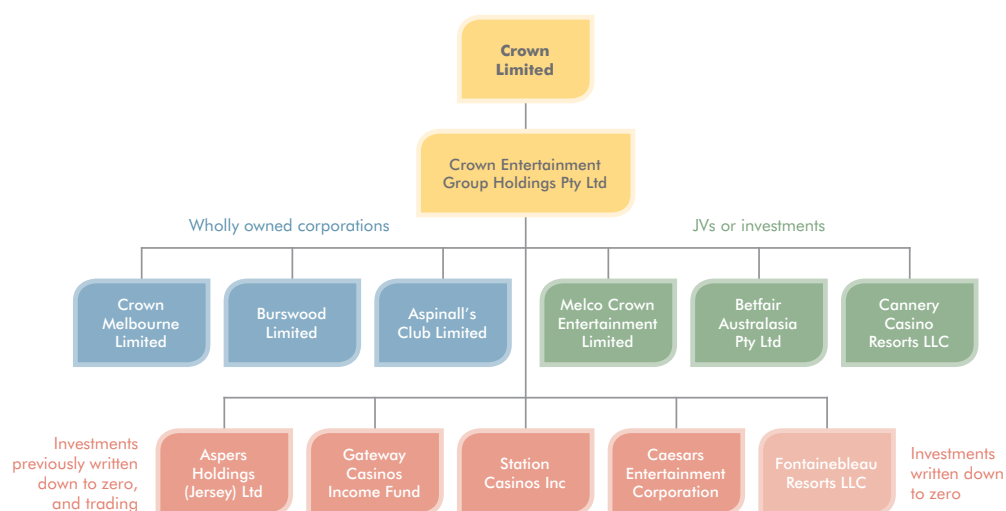 Crown
Limited
Crown Entertainment
Group Holdings Pty Ltd
Wholly owned corporations
JVs or investments
Crown
Melbourne
Limited
Burswood
Limited
Aspinall's
Club Limited
Melco Crown
Entertainment
Limited
Betfair
Australasia
Pty Ltd
Cannery
Casino
Resorts LLC
Investments
previously written
down to zero,
and trading
Aspers
Holdings
(Jersey) Ltd
Gateway
Casinos
Income Fund
Station
Casinos Inc
Caesars
Entertainment
Corporation
Fontainebleau
Resorts LLC
Investments
written down
to zero